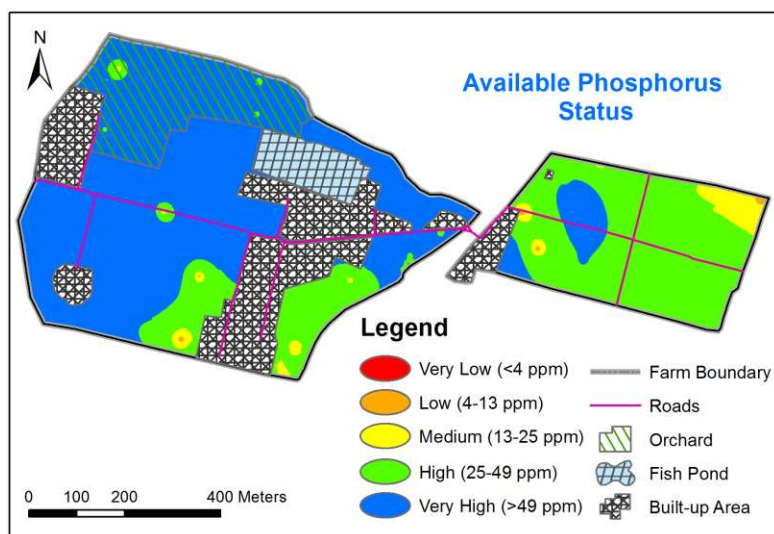 N
Available Phosphorus
Status
Legend
Very Low (<4 ppm)
Low (4-13 ppm)
Medium (13-25 ppm)
High (25-49 ppm)
Very High (>49 ppm)
Farm Boundary
Roads
Orchard
Fish Pond
Built-up Area
0 100 200 400 Meters